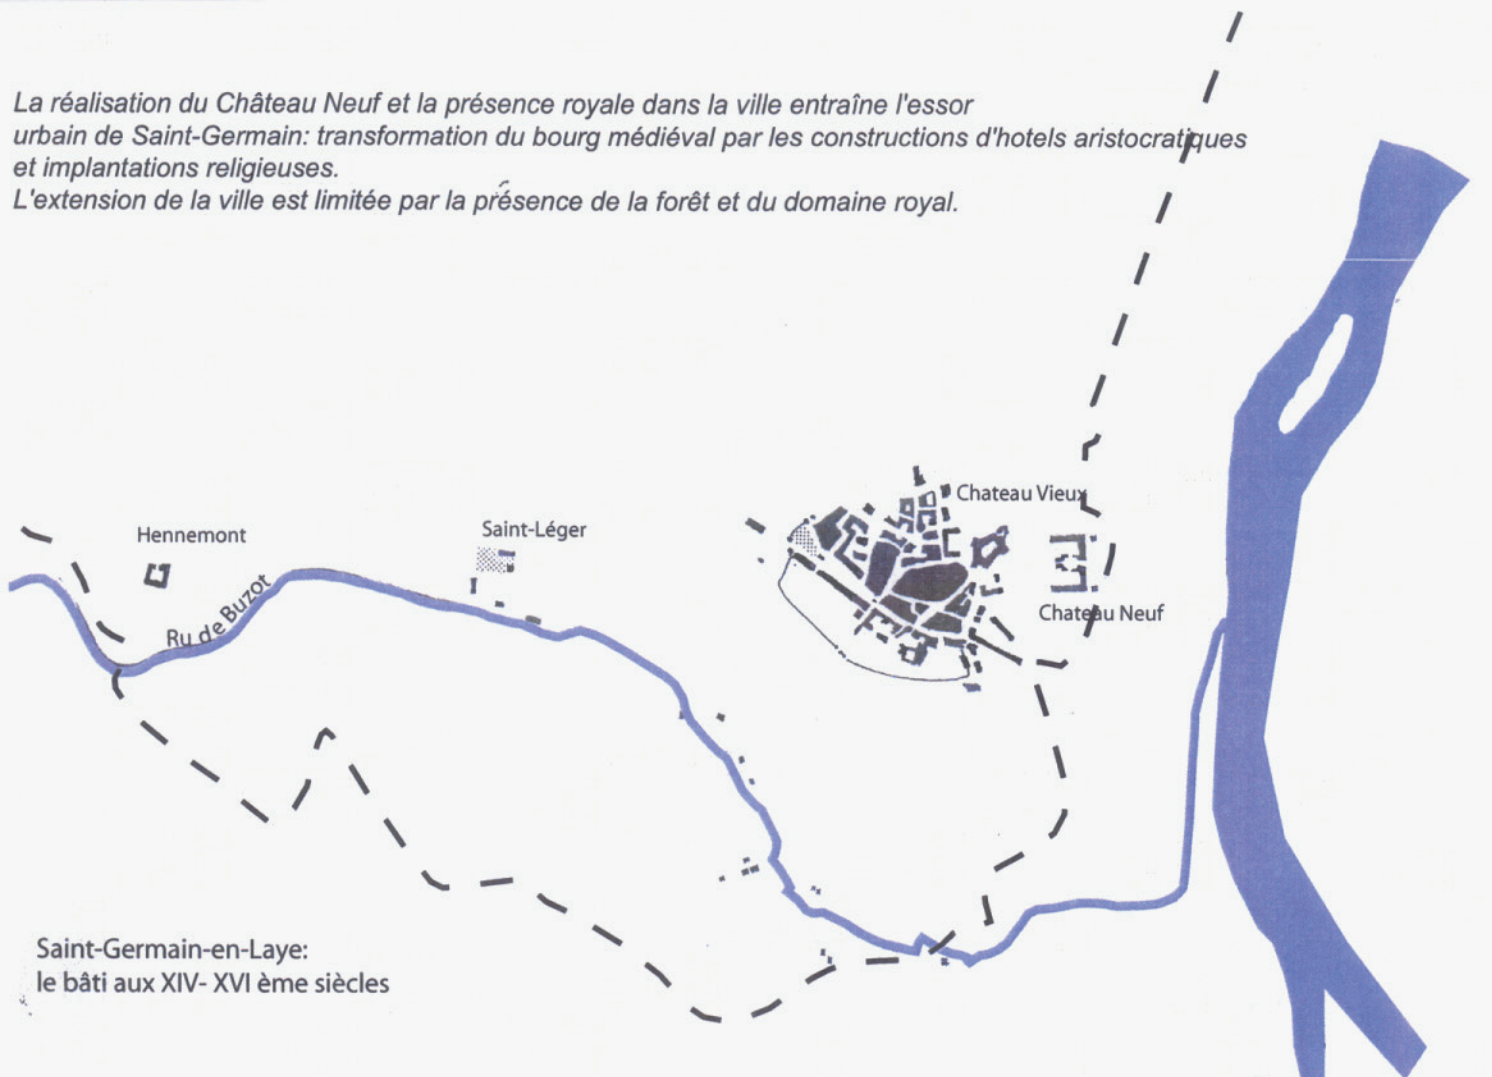 La réalisation du Château Neuf et la présence royale dans la ville entraîne l'essor
urbain de Saint-Germain: transformation du bourg médiéval par les constructions d'hotels aristocratiques
et implantations religieuses.
L'extension de la ville est limitée par la présence de la forêt et du domaine royal.
Chateau Vieux
Hennemont
Saint-Léger
Ru de Buzot
Chateau Neuf
Saint-Germain-en-Laye:
le bâti aux XIV- XVI ème siècles